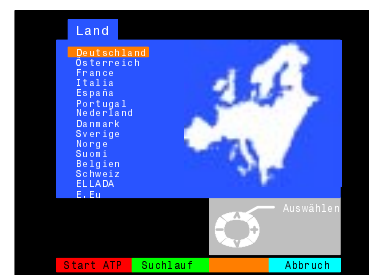 Land
Deutschland
Österreich
France
Italia
España
Portugal
Nederland
Danmark
Sverige
Norge
Suomi
Belgien
Schweiz
ELLADA
E.Eu
Auswählen
Start ATP Suchlauf Abbruch